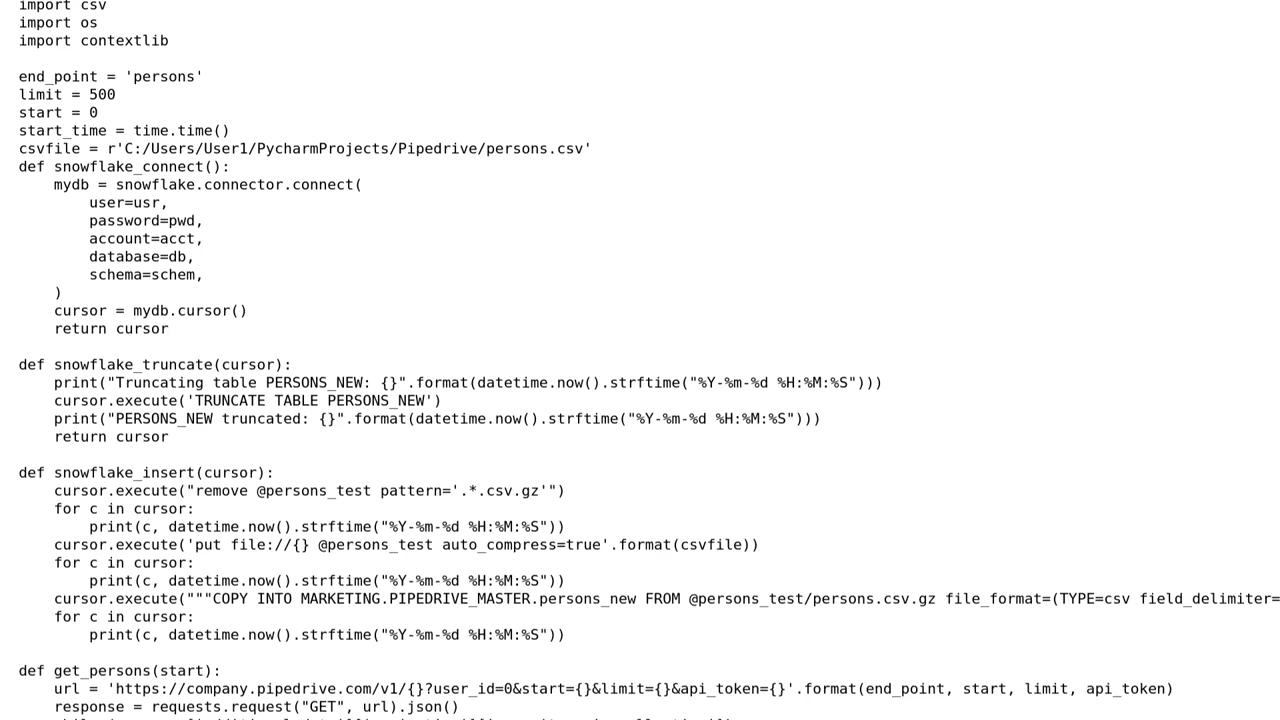 import csv
import os
import contextlib

end_point = 'persons'
limit = 500
start = 0
start_time = time.time()
csvfile = r'C:/Users/User1/PycharmProjects/Pipedrive/persons.csv'
def snowflake_connect():
    mydb = snowflake.connector.connect(
        user=usr,
        password=pwd,
        account=acct,
        database=db,
        schema=schem,
    )
    cursor = mydb.cursor()
    return cursor

def snowflake_truncate(cursor):
    print("Truncating table PERSONS_NEW: {}".format(datetime.now().strftime("%Y-%m-%d %H:%M:%S")))
    cursor.execute('TRUNCATE TABLE PERSONS_NEW')
    print("PERSONS_NEW truncated: {}".format(datetime.now().strftime("%Y-%m-%d %H:%M:%S")))
    return cursor

def snowflake_insert(cursor):
    cursor.execute("remove @persons_test pattern='.*.csv.gz'")
    for c in cursor:
        print(c, datetime.now().strftime("%Y-%m-%d %H:%M:%S"))
    cursor.execute('put file://{} @persons_test auto_compress=true'.format(csvfile))
    for c in cursor:
        print(c, datetime.now().strftime("%Y-%m-%d %H:%M:%S"))
    cursor.execute("""COPY INTO MARKETING.PIPEDRIVE_MASTER.persons_new FROM @persons_test/persons.csv.gz file_format=(TYPE=csv field_delimiter=
    for c in cursor:
        print(c, datetime.now().strftime("%Y-%m-%d %H:%M:%S"))

def get_persons(start):
    url = 'https://company.pipedrive.com/v1/{}?user_id=0&start={}&limit={}&api_token={}'.format(end_point, start, limit, api_token)
    response = requests.request("GET", url).json()